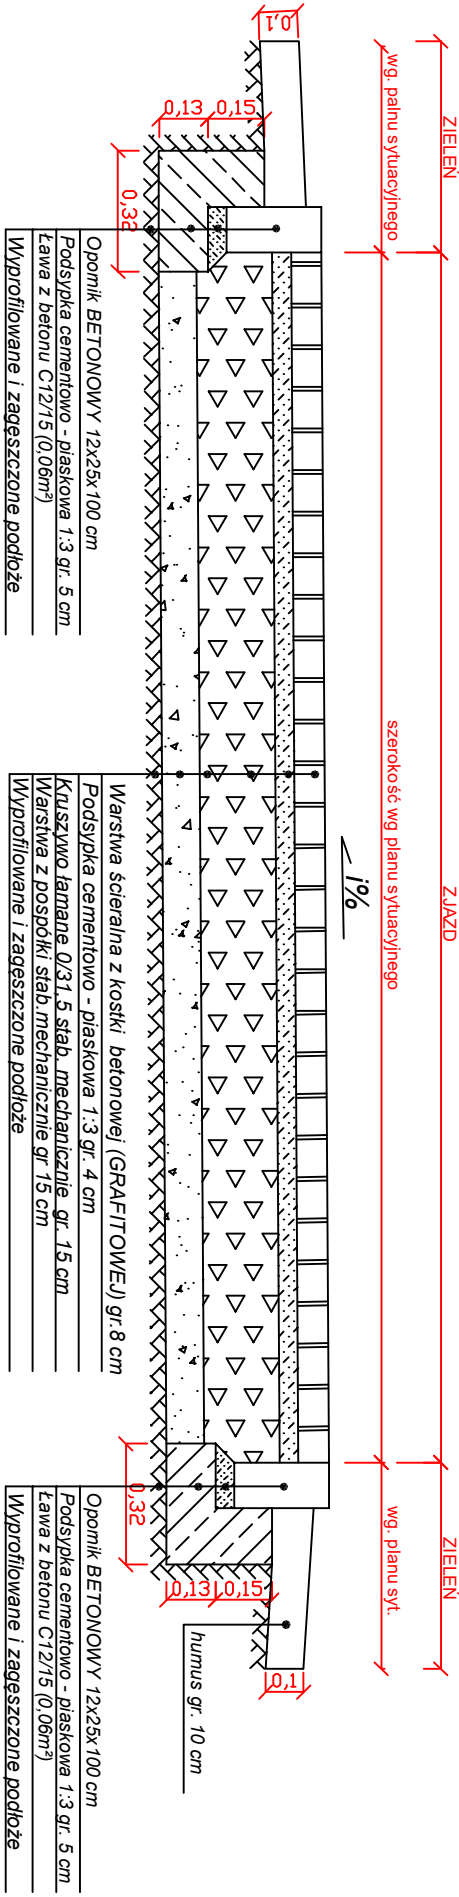 ZIELEŃ
ZJAZD
ZIELEŃ
wg. palnu sytuacyjnego
szerokość wg planu sytuacyjnego
wg. planu syt.
i%
0,1
0,15
0,13
0,32
0,1
0,15
0,13
0,32
humus gr. 10 cm
Opornik BETONOWY 12x25x100 cm
Podsypka cementowo - piaskowa 1:3 gr. 5 cm
Ława z betonu C12/15 (0,06m²)
Wyprofilowane i zagęszczone podłoże
Warstwa ścieralna z kostki betonowej (GRAFITOWEJ) gr.8 cm
Podsypka cementowo - piaskowa 1:3 gr. 4 cm
Kruszywo łamane 0/31,5 stab. mechanicznie gr. 15 cm
Warstwa z pospółki stab.mechanicznie gr 15 cm
Wyprofilowane i zagęszczone podłoże
Opornik BETONOWY 12x25x100 cm
Podsypka cementowo - piaskowa 1:3 gr. 5 cm
Ława z betonu C12/15 (0,06m²)
Wyprofilowane i zagęszczone podłoże